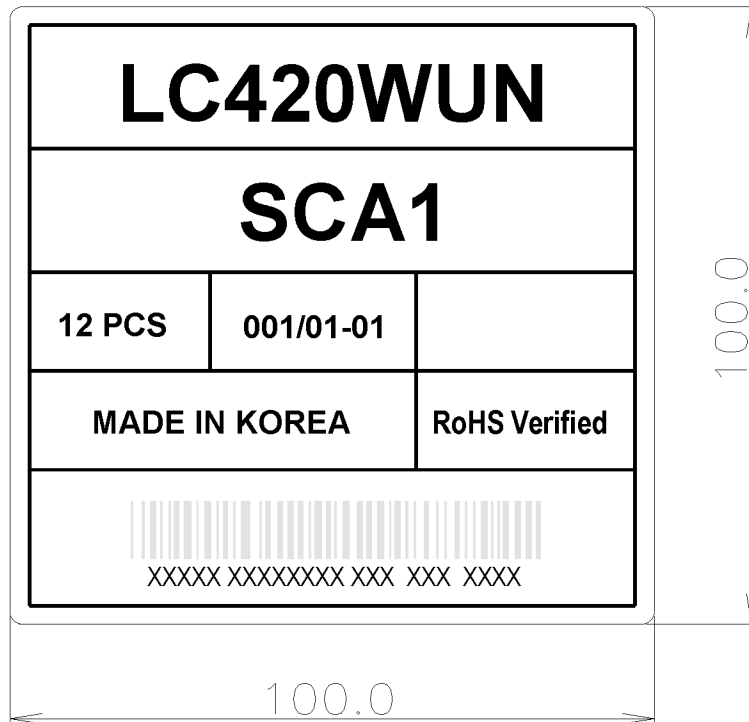 LC420WUN
SCA1
12 PCS
001/01-01
MADE IN KOREA
RoHS Verified
XXXXX XXXXXXXX XXX XXX XXXX
100.0
100.0